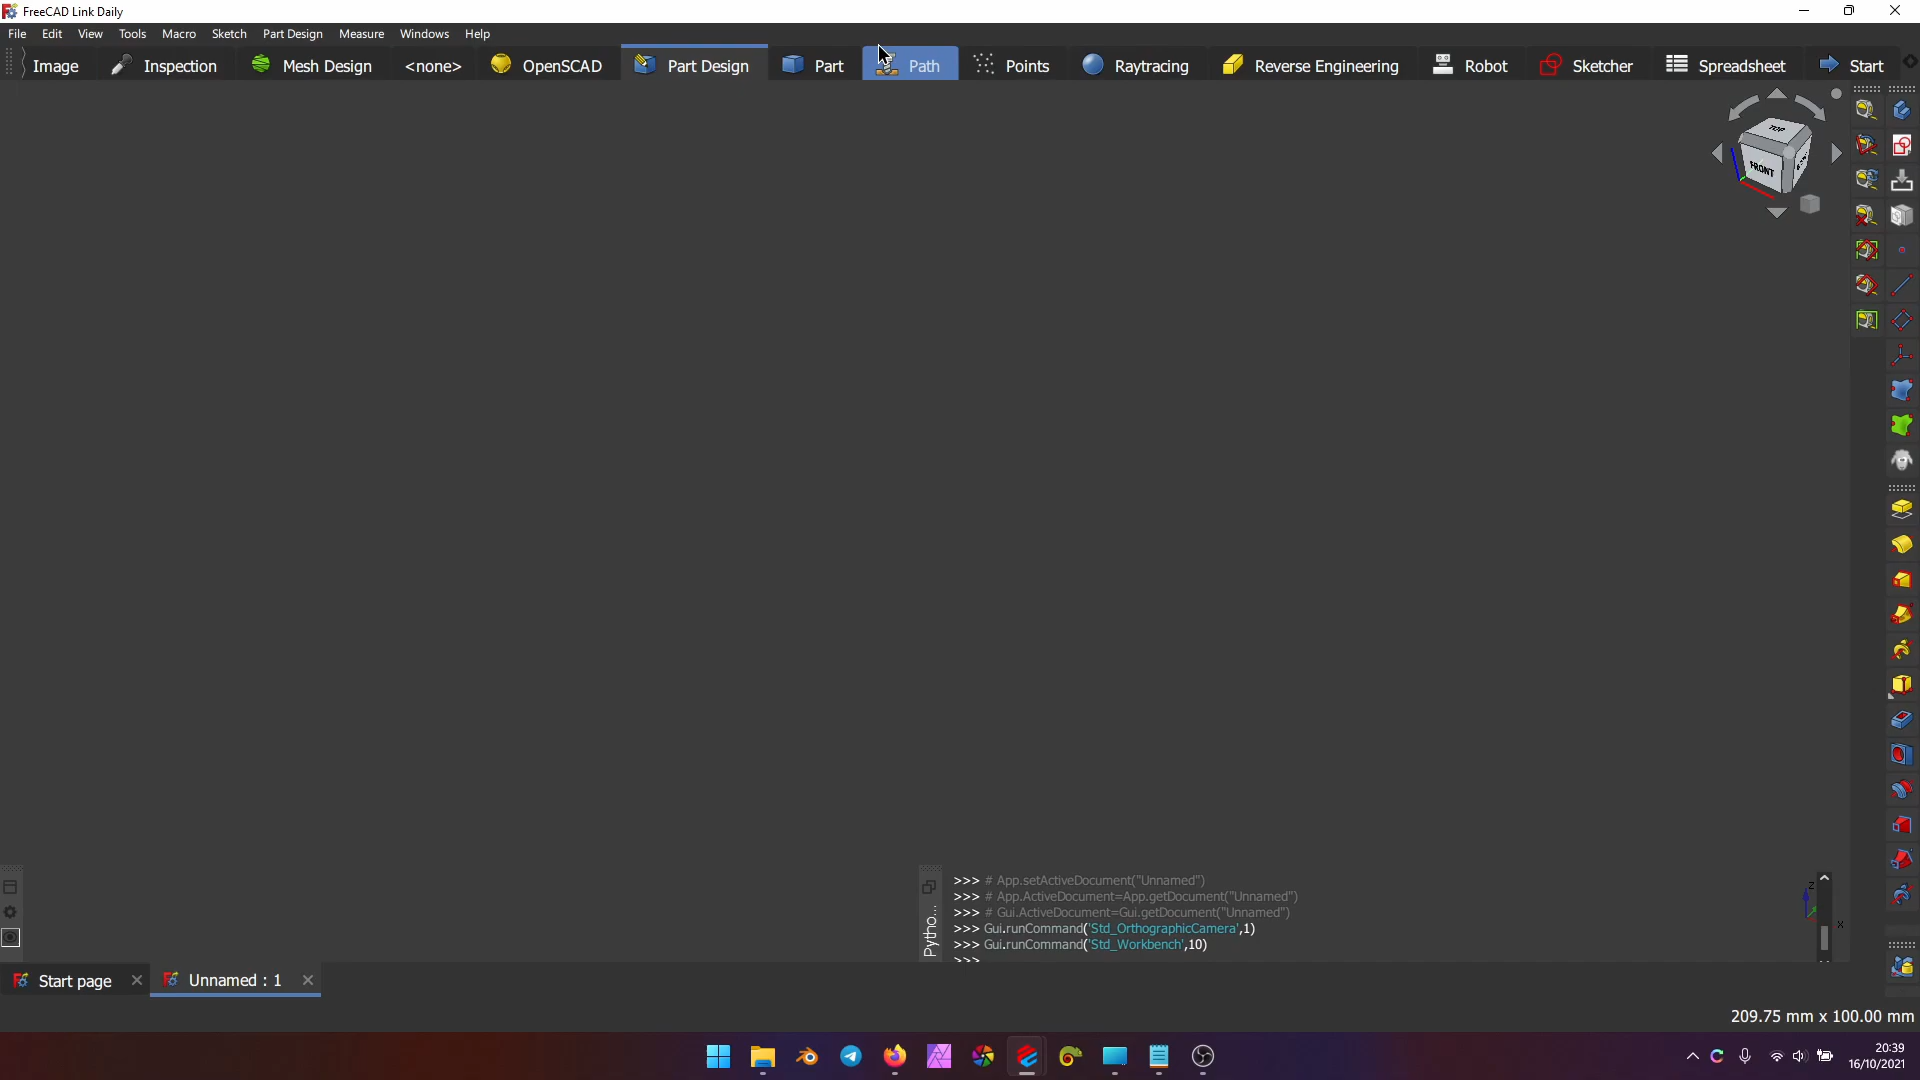 FreeCAD Link Daily
File Edit View Tools Macro Sketch Part Design Measure Windows Help
Image Inspection Mesh Design <none> OpenSCAD Part Design Part Path Points Raytracing Reverse Engineering Robot Sketcher Spreadsheet Start
TOP
FRONT
>>> # App.setActiveDocument("Unnamed")
>>> # App.ActiveDocument=App.getDocument("Unnamed")
>>> # Gui.ActiveDocument=Gui.getDocument("Unnamed")
>>> Gui.runCommand('Std_OrthographicCamera',1)
>>> Gui.runCommand('Std_Workbench',10)
>>>
Pytho...
z
x
Start page Unnamed : 1
209.75 mm x 100.00 mm
20:39
16/10/2021